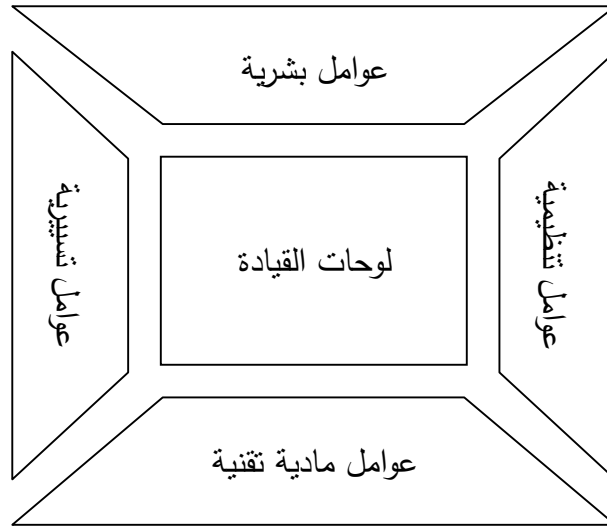 عوامل بشرية
عوامل تنظيمية
لوحات القيادة
عوامل تسييرية
عوامل مادية تقنية